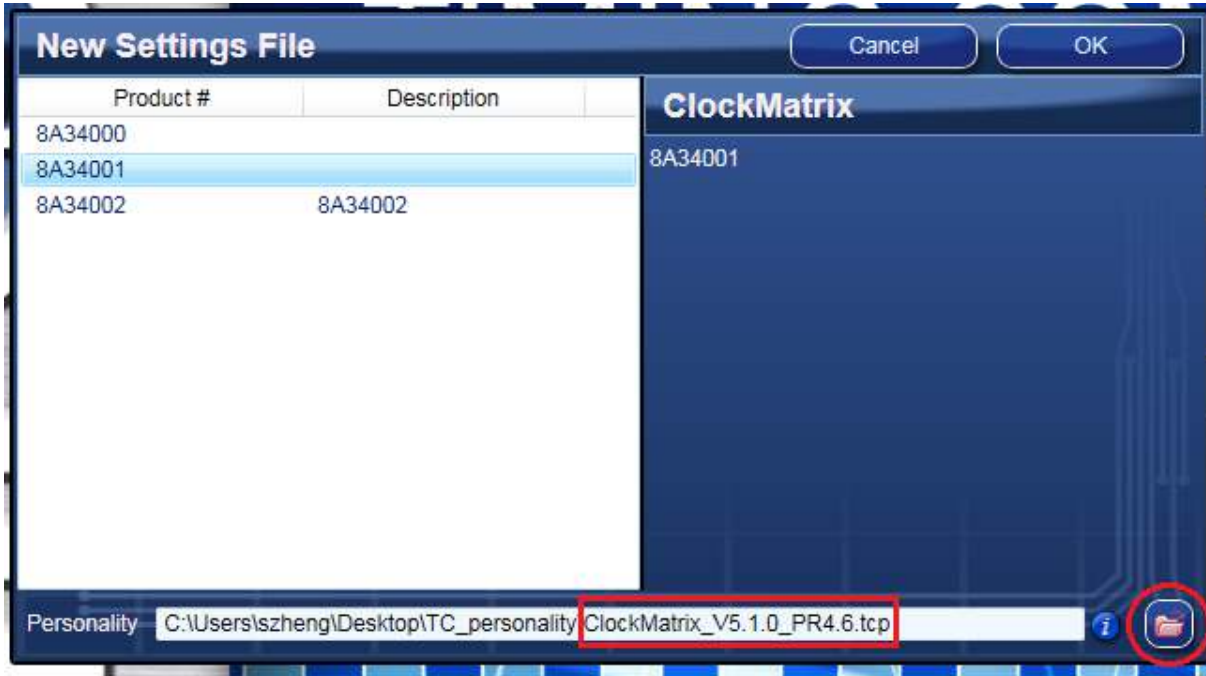 New Settings File
Cancel
OK
Product #
Description
ClockMatrix
8A34000
8A34001
8A34001
8A34002
8A34002
Personality
C:\Users\szheng\Desktop\TC_personality\ClockMatrix_V5.1.0_PR4.6.tcp
i